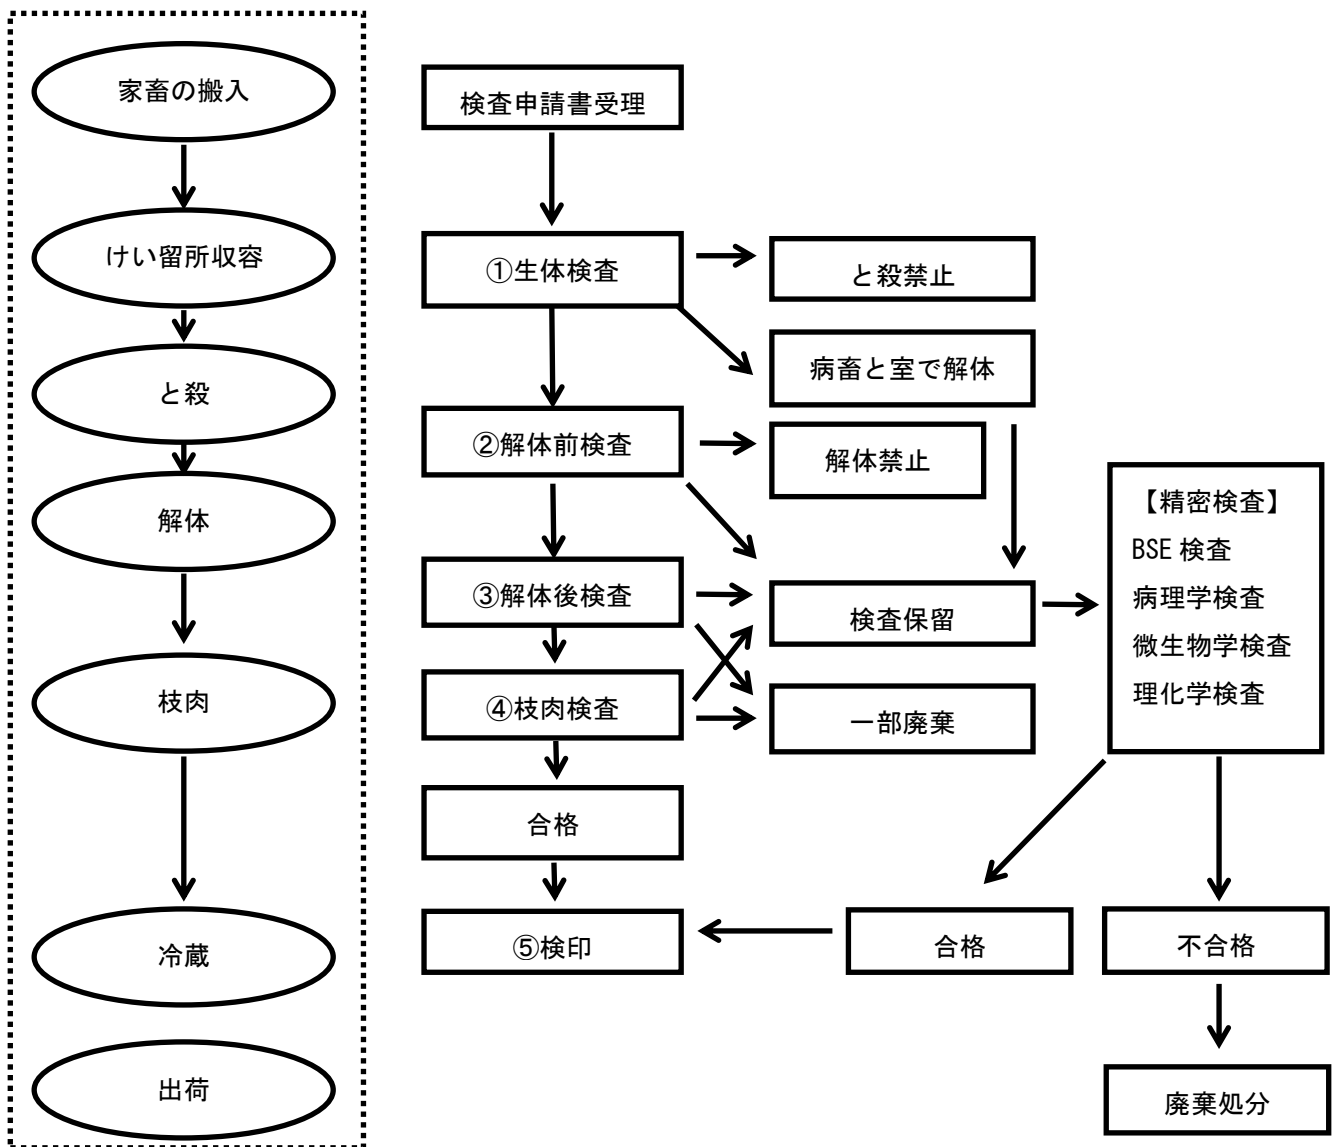 家畜の搬入
けい留所収容
と殺
解体
枝肉
冷蔵
出荷
検査申請書受理
①生体検査
②解体前検査
③解体後検査
④枝肉検査
合格
⑤検印
と殺禁止
病畜と室で解体
解体禁止
検査保留
一部廃棄
【精密検査】
BSE 検査
病理学検査
微生物学検査
理化学検査
合格
不合格
廃棄処分